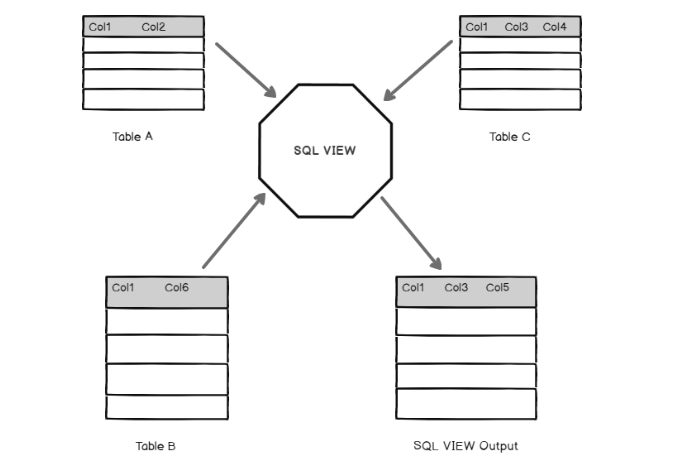 Col1 Col2
Table A
Col1 Col3 Col4
Table C
SQL VIEW
Col1 Col6
Table B
Col1 Col3 Col5
SQL VIEW Output